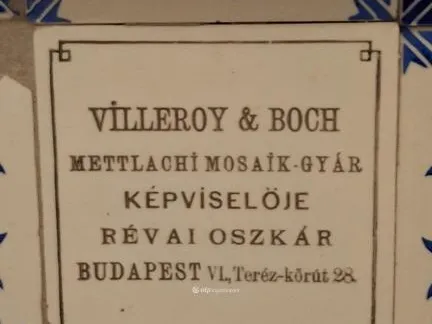 VİLLEROY & BOCH
METTLACHİ MOSAİK-GYÁR
KÉPVİSELŐJE
RÉVAI OSZKÁR
BUDAPEST VI., Teréz-körút 28.